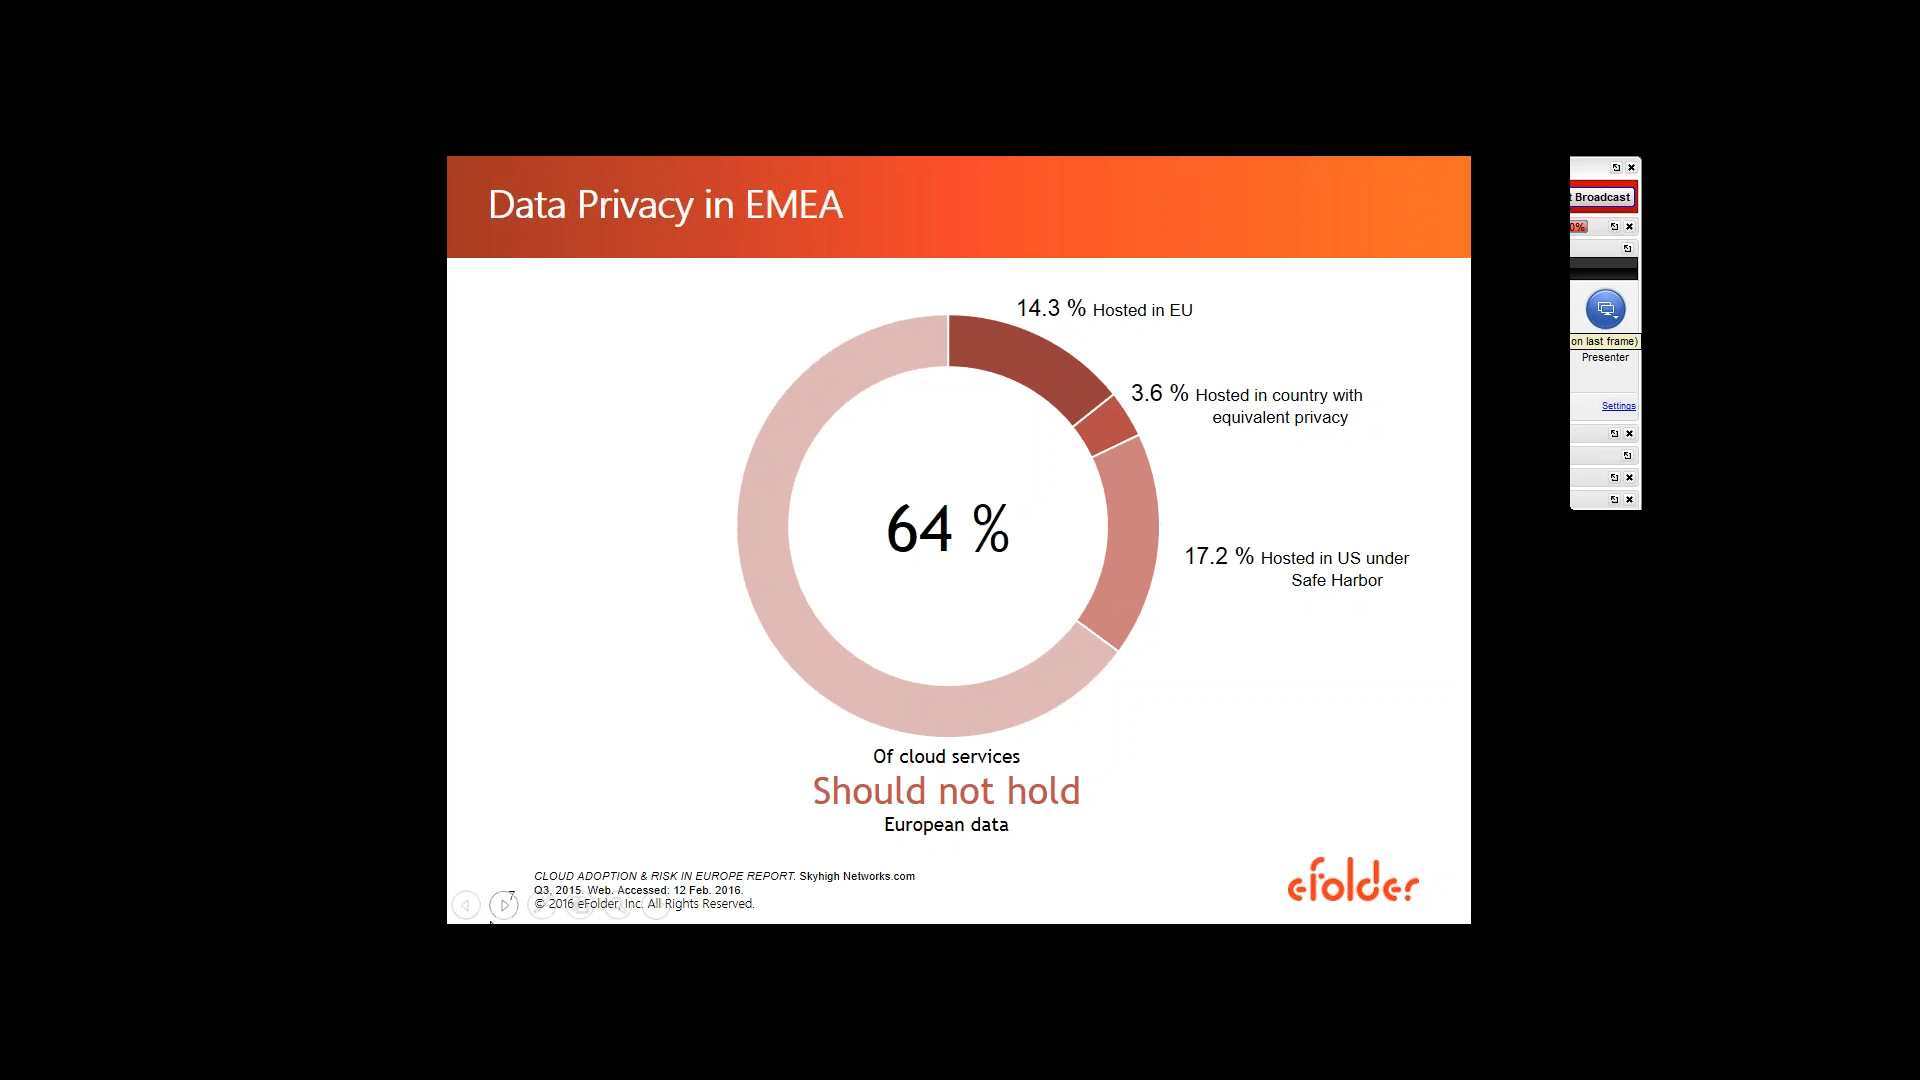 Data Privacy in EMEA
14.3 % Hosted in EU
3.6 % Hosted in country with
equivalent privacy
64 %
17.2 % Hosted in US under
Safe Harbor
Of cloud services
Should not hold
European data
CLOUD ADOPTION & RISK IN EUROPE REPORT. Skyhigh Networks.com
Q3, 2015. Web. Accessed: 12 Feb. 2016.
7
© 2016 eFolder, Inc. All Rights Reserved.
efolder
t Broadcast
0%
on last frame)
Presenter
Settings